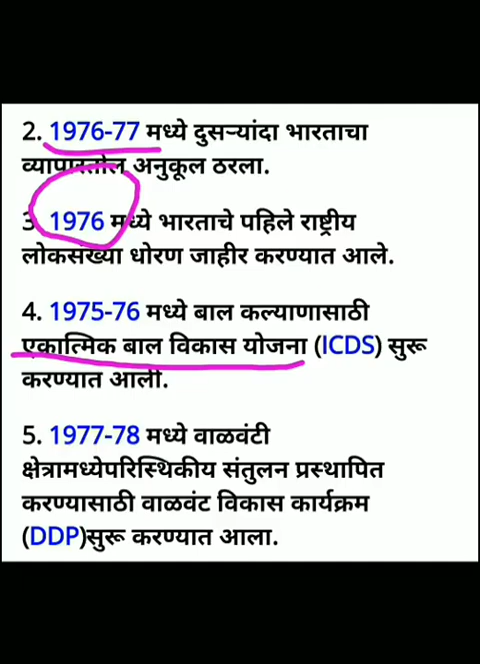 2. 1976-77 मध्ये दुसऱ्यांदा भारताचा
व्यापारतोल अनुकूल ठरला.
3. 1976 मध्ये भारताचे पहिले राष्ट्रीय
लोकसंख्या धोरण जाहीर करण्यात आले.
4. 1975-76 मध्ये बाल कल्याणासाठी
एकात्मिक बाल विकास योजना (ICDS) सुरू
करण्यात आली.
5. 1977-78 मध्ये वाळवंटी
क्षेत्रामध्येपरिस्थिकीय संतुलन प्रस्थापित
करण्यासाठी वाळवंट विकास कार्यक्रम
(DDP)सुरू करण्यात आला.